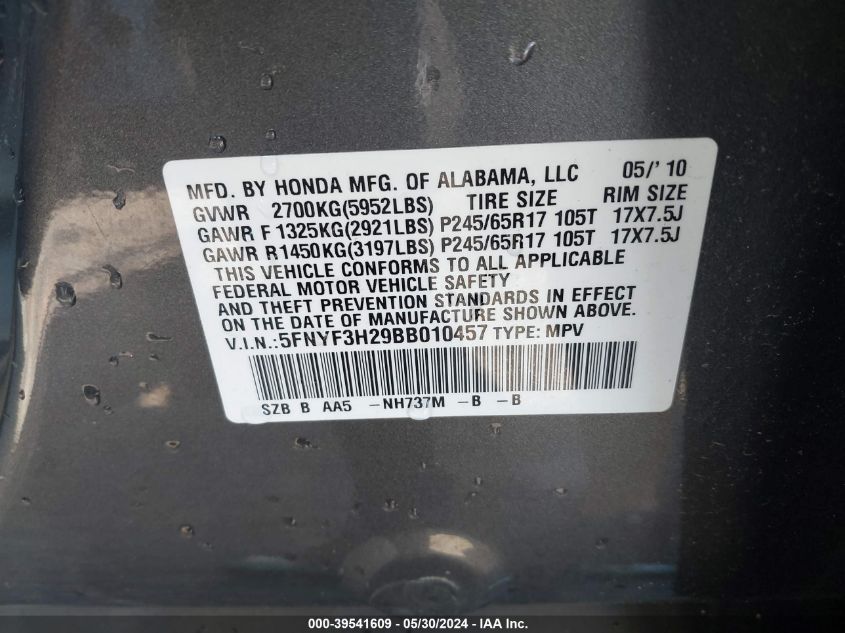 MFD. BY HONDA MFG. OF ALABAMA, LLC 05/' 10
GVWR 2700KG(5952LBS) TIRE SIZE RIM SIZE
GAWR F 1325KG(2921LBS) P245/65R17 105T 17X7.5J
GAWR R1450KG(3197LBS) P245/65R17 105T 17X7.5J
THIS VEHICLE CONFORMS TO ALL APPLICABLE
FEDERAL MOTOR VEHICLE SAFETY
AND THEFT PREVENTION STANDARDS IN EFFECT
ON THE DATE OF MANUFACTURE SHOWN ABOVE.
V.I.N.:5FNYF3H29BB010457 TYPE: MPV
SZB B AA5 -NH737M -B -B
000-39541609 - 05/30/2024 - IAA Inc.